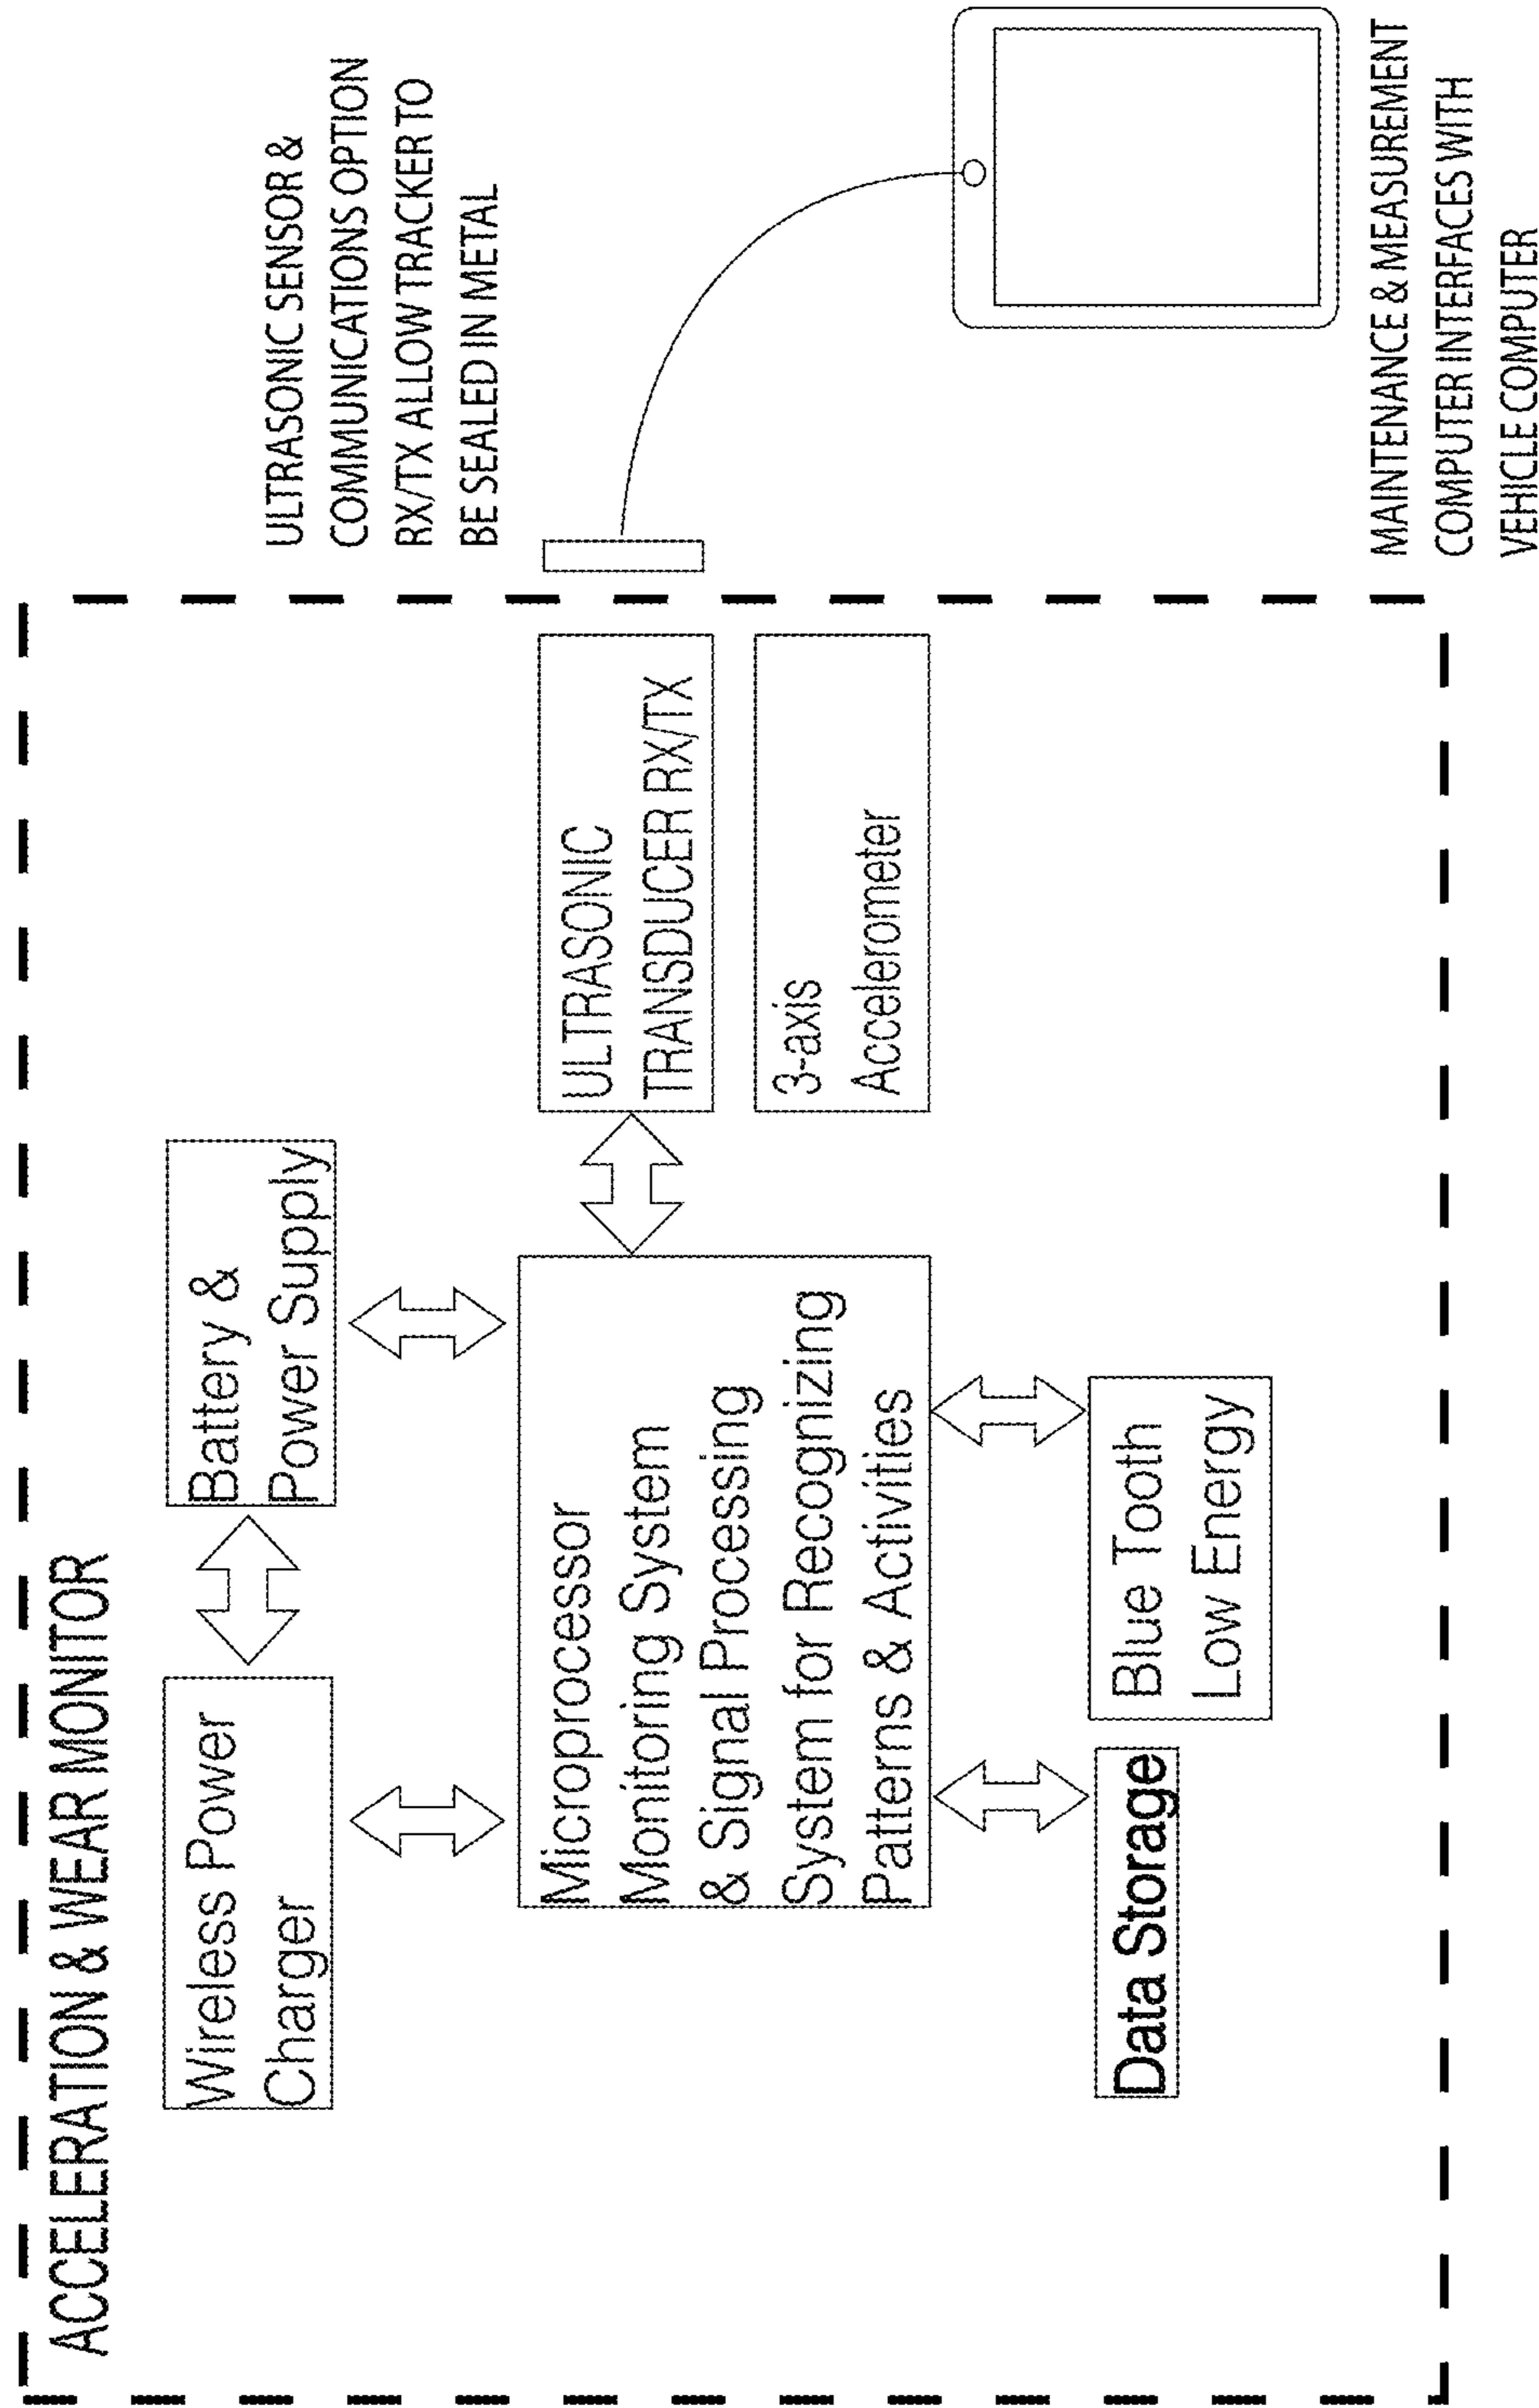 ACCELERATION & WEAR MONITOR
Wireless Power
Charger
Battery &
Power Supply
Microprocessor
Monitoring System
& Signal Processing
System for Recognizing
Patterns & Activities
ULTRASONIC
TRANSDUCER RX/TX
3-axis
Accelerometer
Data Storage
Blue Tooth
Low Energy
ULTRASONIC SENSOR &
COMMUNICATIONS OPTION
RX/TX ALLOW TRACKER TO
BE SEALED IN METAL
MAINTENANCE & MEASUREMENT
COMPUTER INTERFACES WITH
VEHICLE COMPUTER